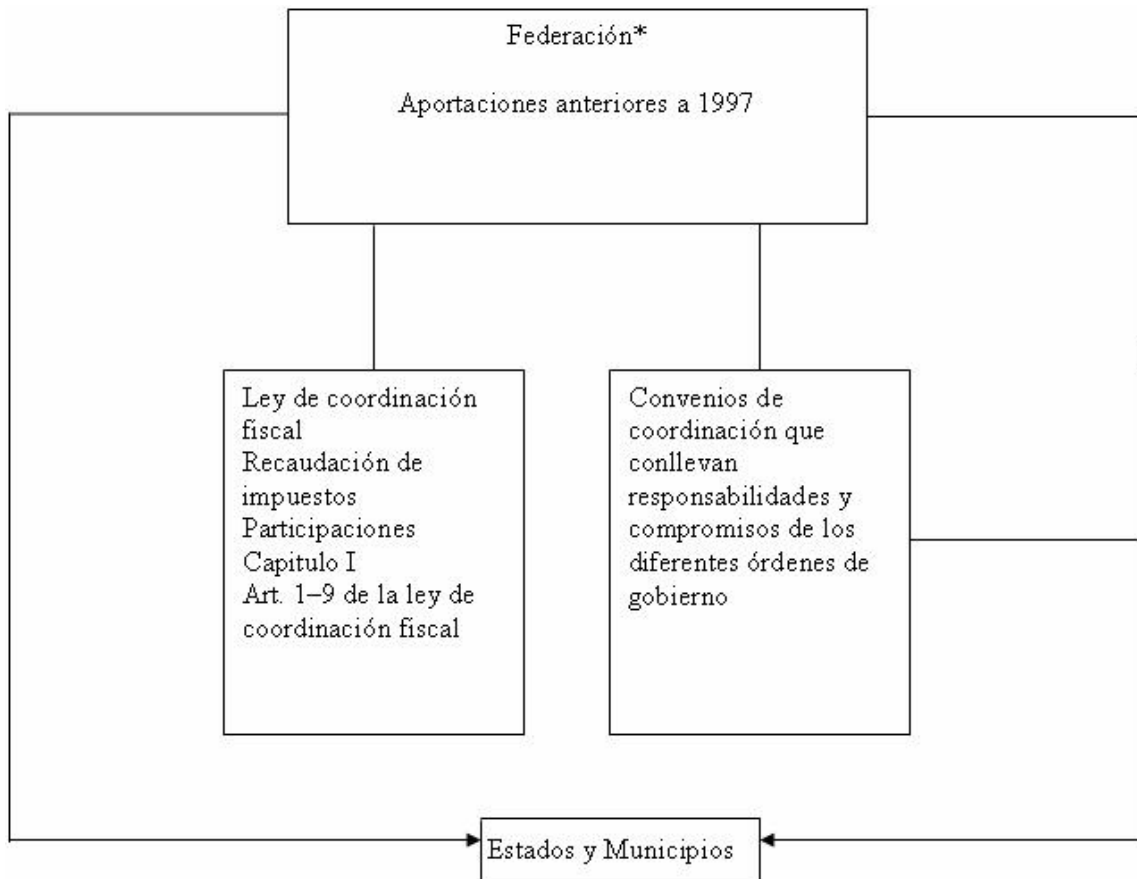 Federación*
Aportaciones anteriores a 1997
Ley de coordinación
fiscal
Recaudación de
impuestos
Participaciones
Capitulo I
Art. 1–9 de la ley de
coordinación fiscal
Convenios de
coordinación que
conllevan
responsabilidades y
compromisos de los
diferentes órdenes de
gobierno
Estados y Municipios